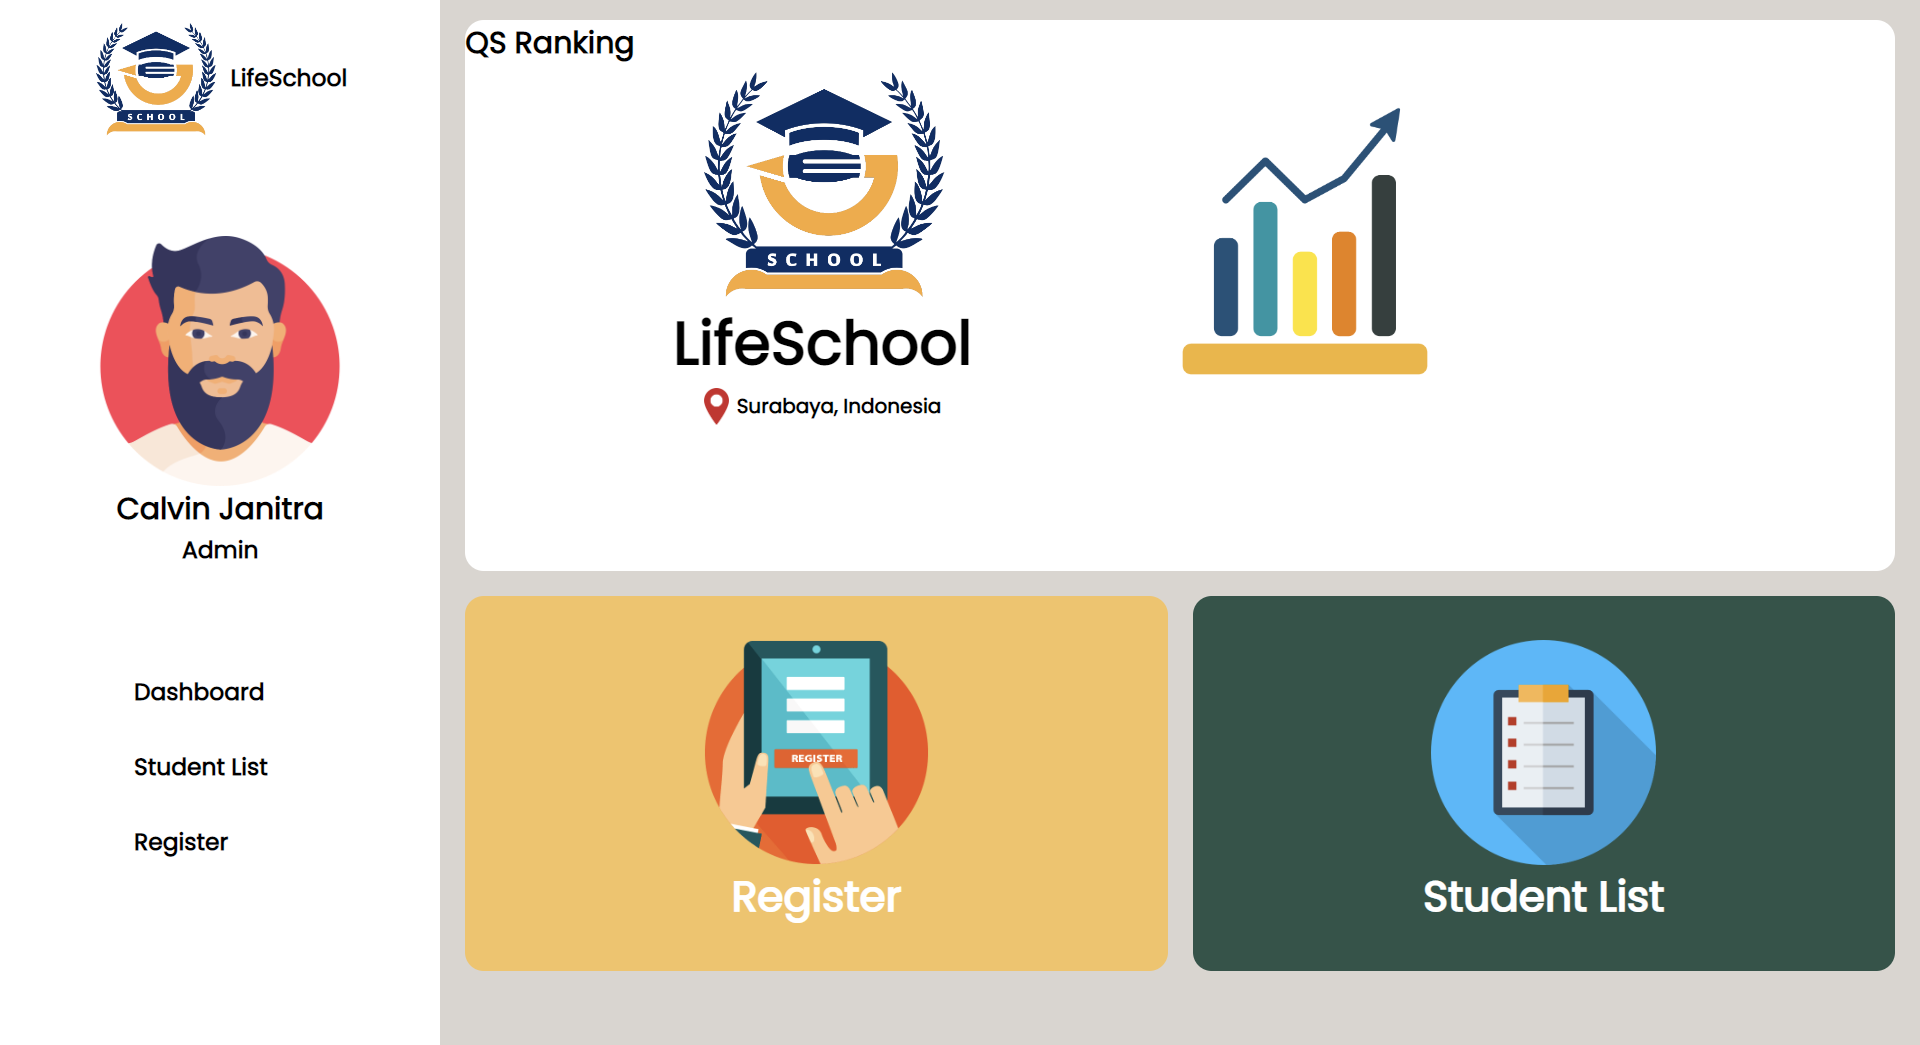 SCHOOL
LifeSchool
Calvin Janitra
Admin
Dashboard
Student List
Register
QS Ranking
SCHOOL
LifeSchool
Surabaya, Indonesia
REGISTER
Register
Student List